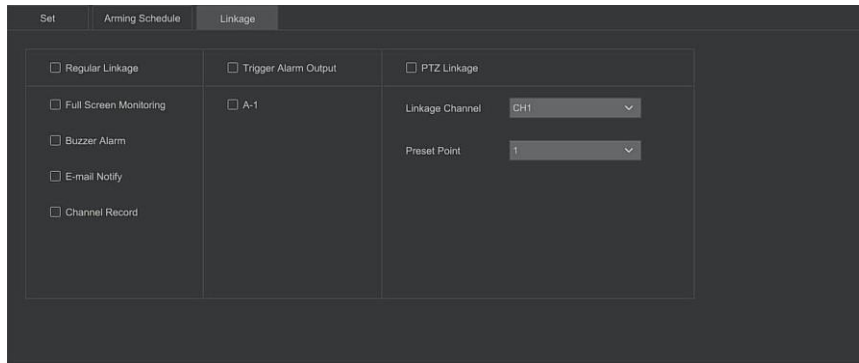 Set Arming Schedule Linkage
Regular Linkage Trigger Alarm Output PTZ Linkage
Full Screen Monitoring A-1 Linkage Channel CH1
Buzzer Alarm Preset Point 1
E-mail Notify
Channel Record